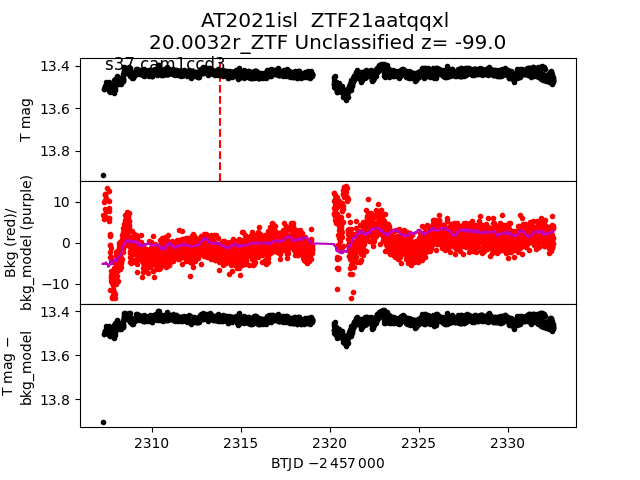 AT2021isl  ZTF21aatqqxl
20.0032r_ZTF Unclassified z= -99.0
s37 cam1ccd3
13.4
13.6
13.8
T mag
10
0
−10
Bkg (red)/
bkg_model (purple)
13.4
13.6
13.8
T mag −
bkg_model
2310 2315 2320 2325 2330
BTJD −2 457 000